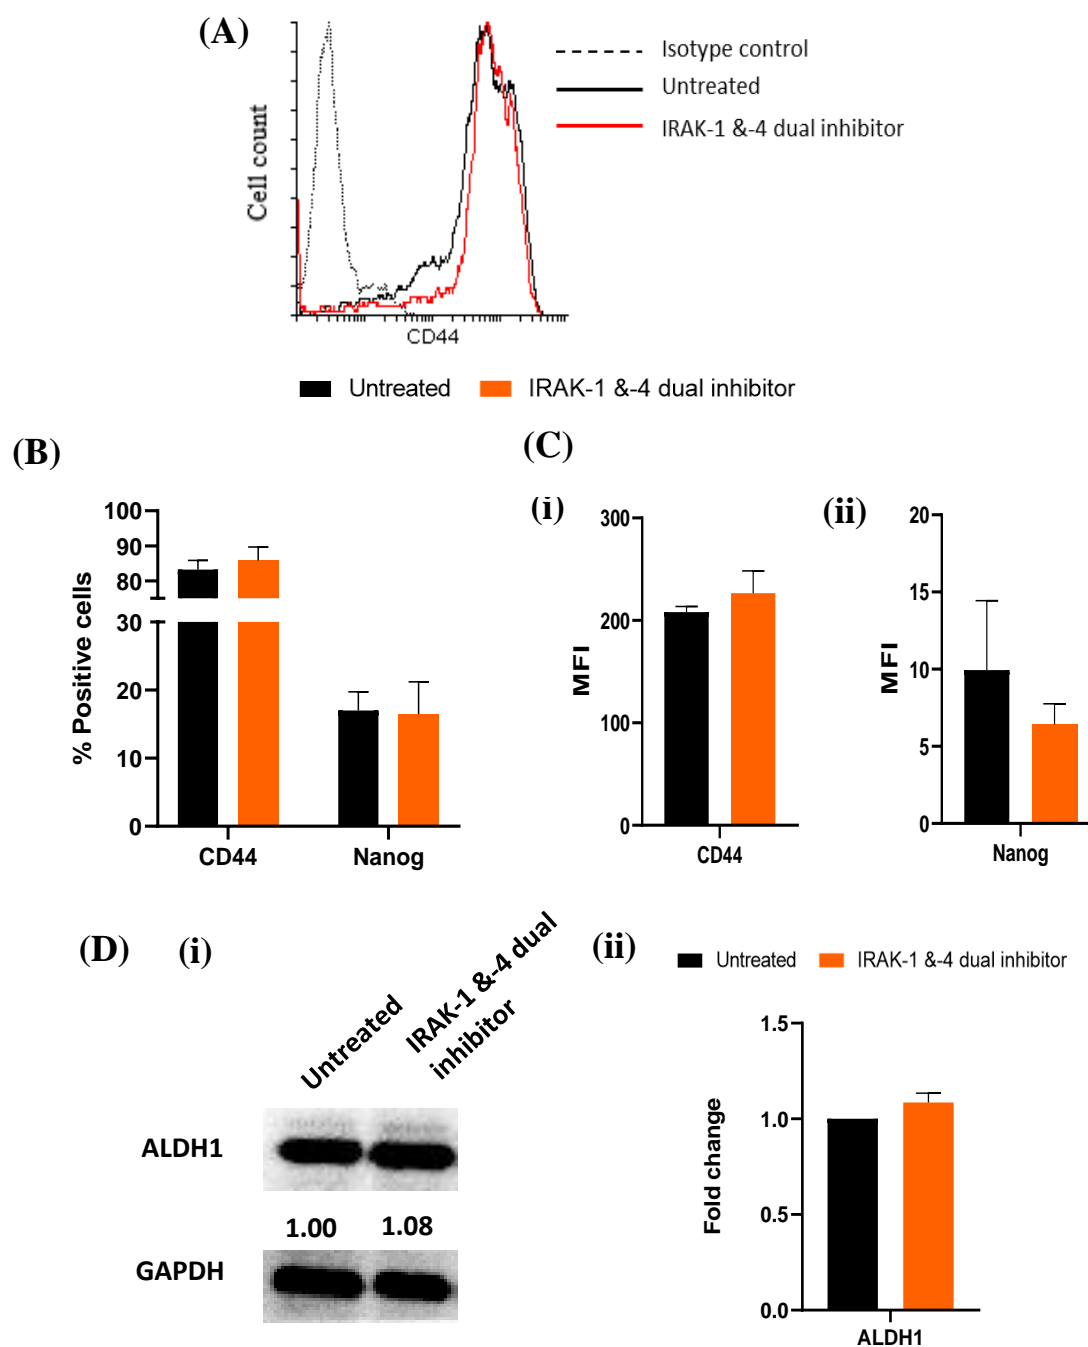 (A)
Isotype control
Untreated
IRAK-1 &-4 dual inhibitor
Cell count
CD44
Untreated
IRAK-1 &-4 dual inhibitor
(B)
100
90
80
30
20
10
0
% Positive cells
CD44
Nanog
(C)
(i)
300
200
100
0
MFI
CD44
(ii)
20
15
10
5
0
MFI
Nanog
(D)
(i)
Untreated
IRAK-1 &-4 dual
inhibitor
ALDH1
1.00
1.08
GAPDH
(ii)
Untreated
IRAK-1 &-4 dual inhibitor
1.5
1.0
0.5
0.0
Fold change
ALDH1